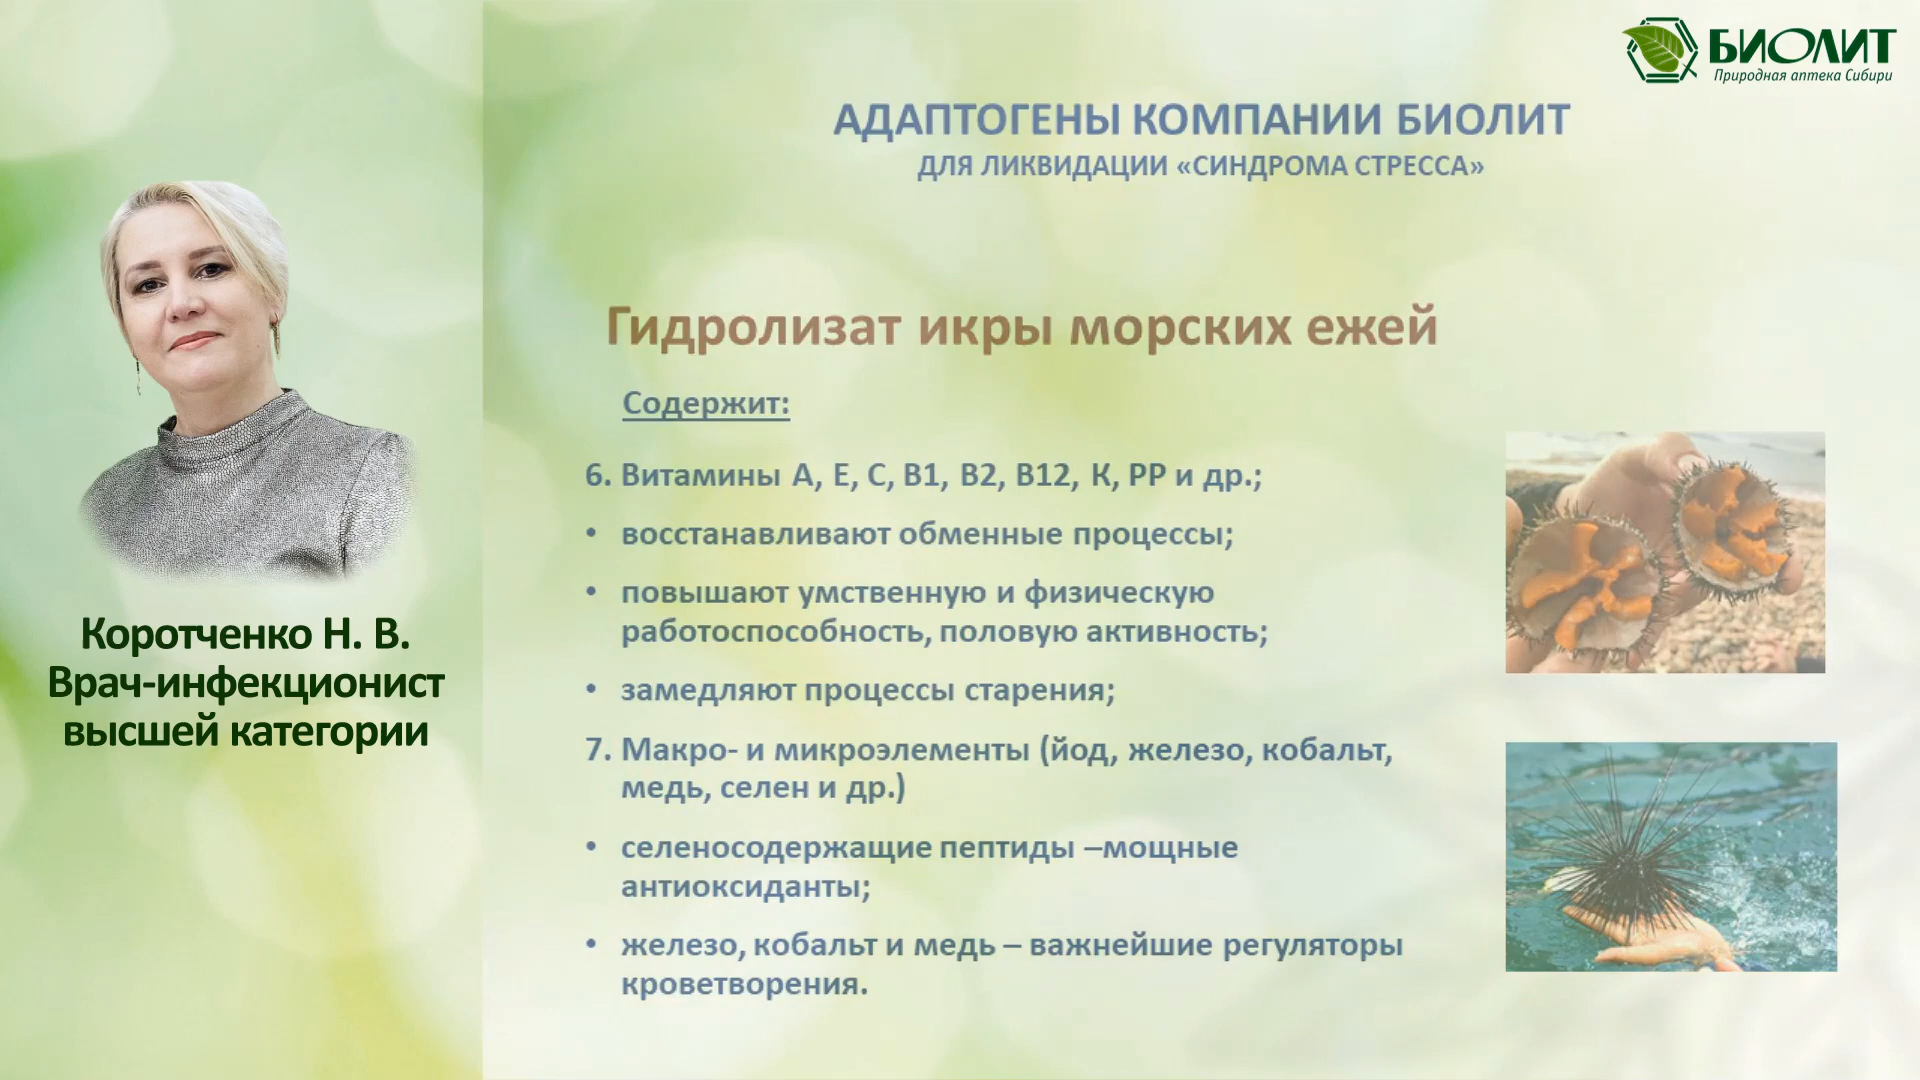 БИОЛИТ
Природная аптека Сибири
АДАПТОГЕНЫ КОМПАНИИ БИОЛИТ
ДЛЯ ЛИКВИДАЦИИ «СИНДРОМА СТРЕССА»
Гидролизат икры морских ежей
Содержит:
6. Витамины А, Е, С, В1, В2, В12, К, РР и др.;
• восстанавливают обменные процессы;
• повышают умственную и физическую
работоспособность, половую активность;
• замедляют процессы старения;
7. Макро- и микроэлементы (йод, железо, кобальт,
медь, селен и др.)
• селеносодержащие пептиды –мощные
антиоксиданты;
• железо, кобальт и медь – важнейшие регуляторы
кроветворения.
Коротченко Н. В.
Врач-инфекционист
высшей категории